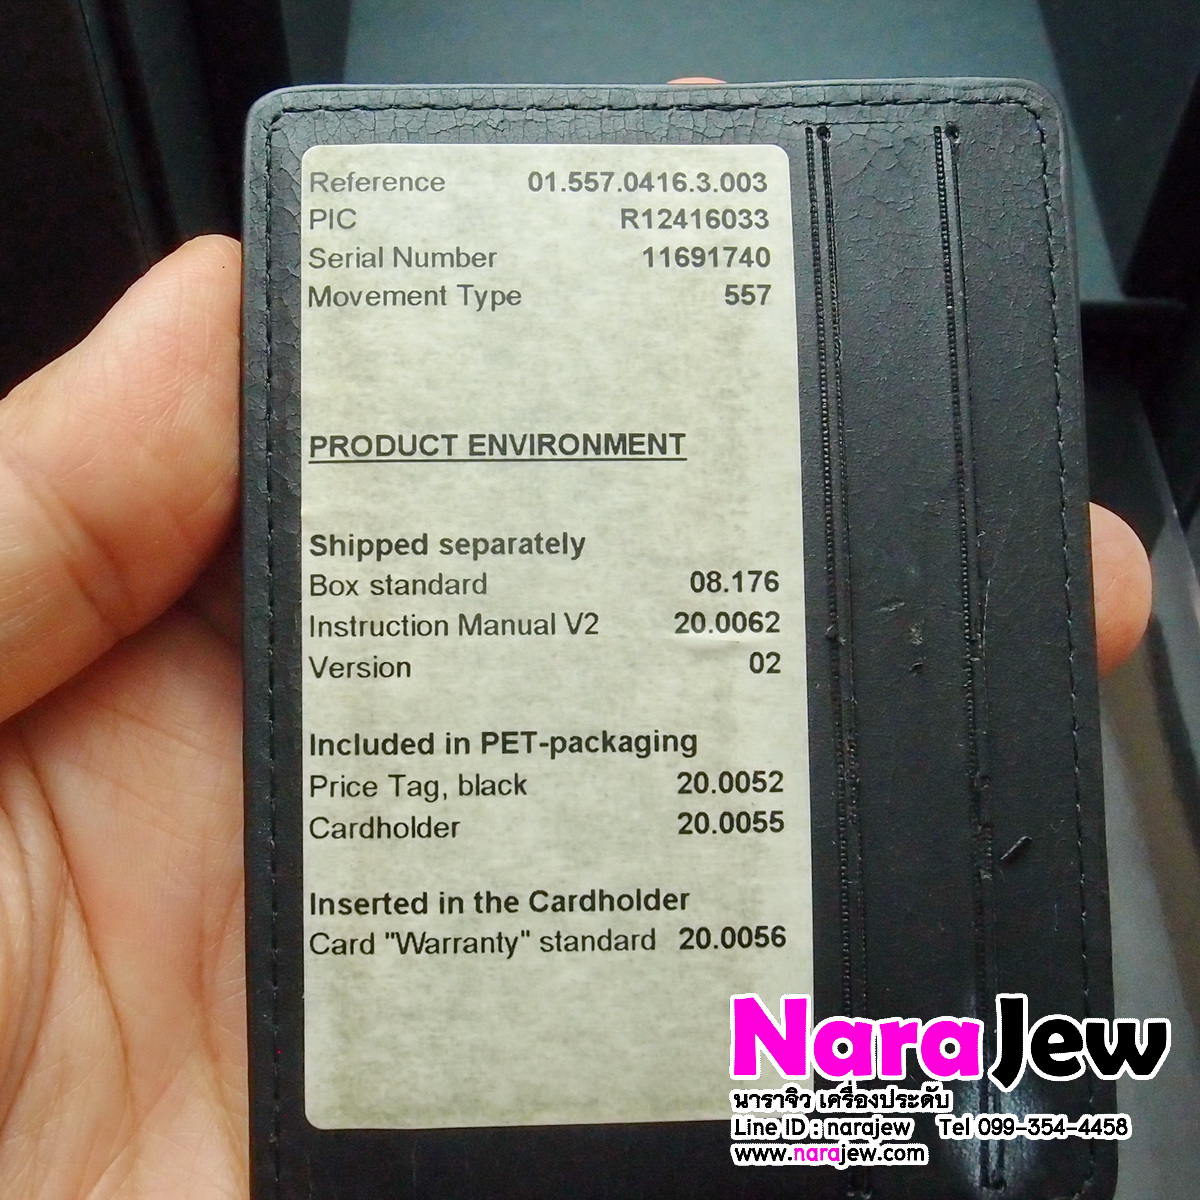 Reference 01.557.0416.3.003
PIC R12416033
Serial Number 11691740
Movement Type 557
PRODUCT ENVIRONMENT
Shipped separately
Box standard 08.176
Instruction Manual V2 20.0062
Version 02
Included in PET-packaging
Price Tag, black 20.0052
Cardholder 20.0055
Inserted in the Cardholder
Card "Warranty" standard 20.0056
NaraJew
นาราจิว เครื่องประดับ
Line ID : narajew Tel 099-354-4458
www.narajew.com